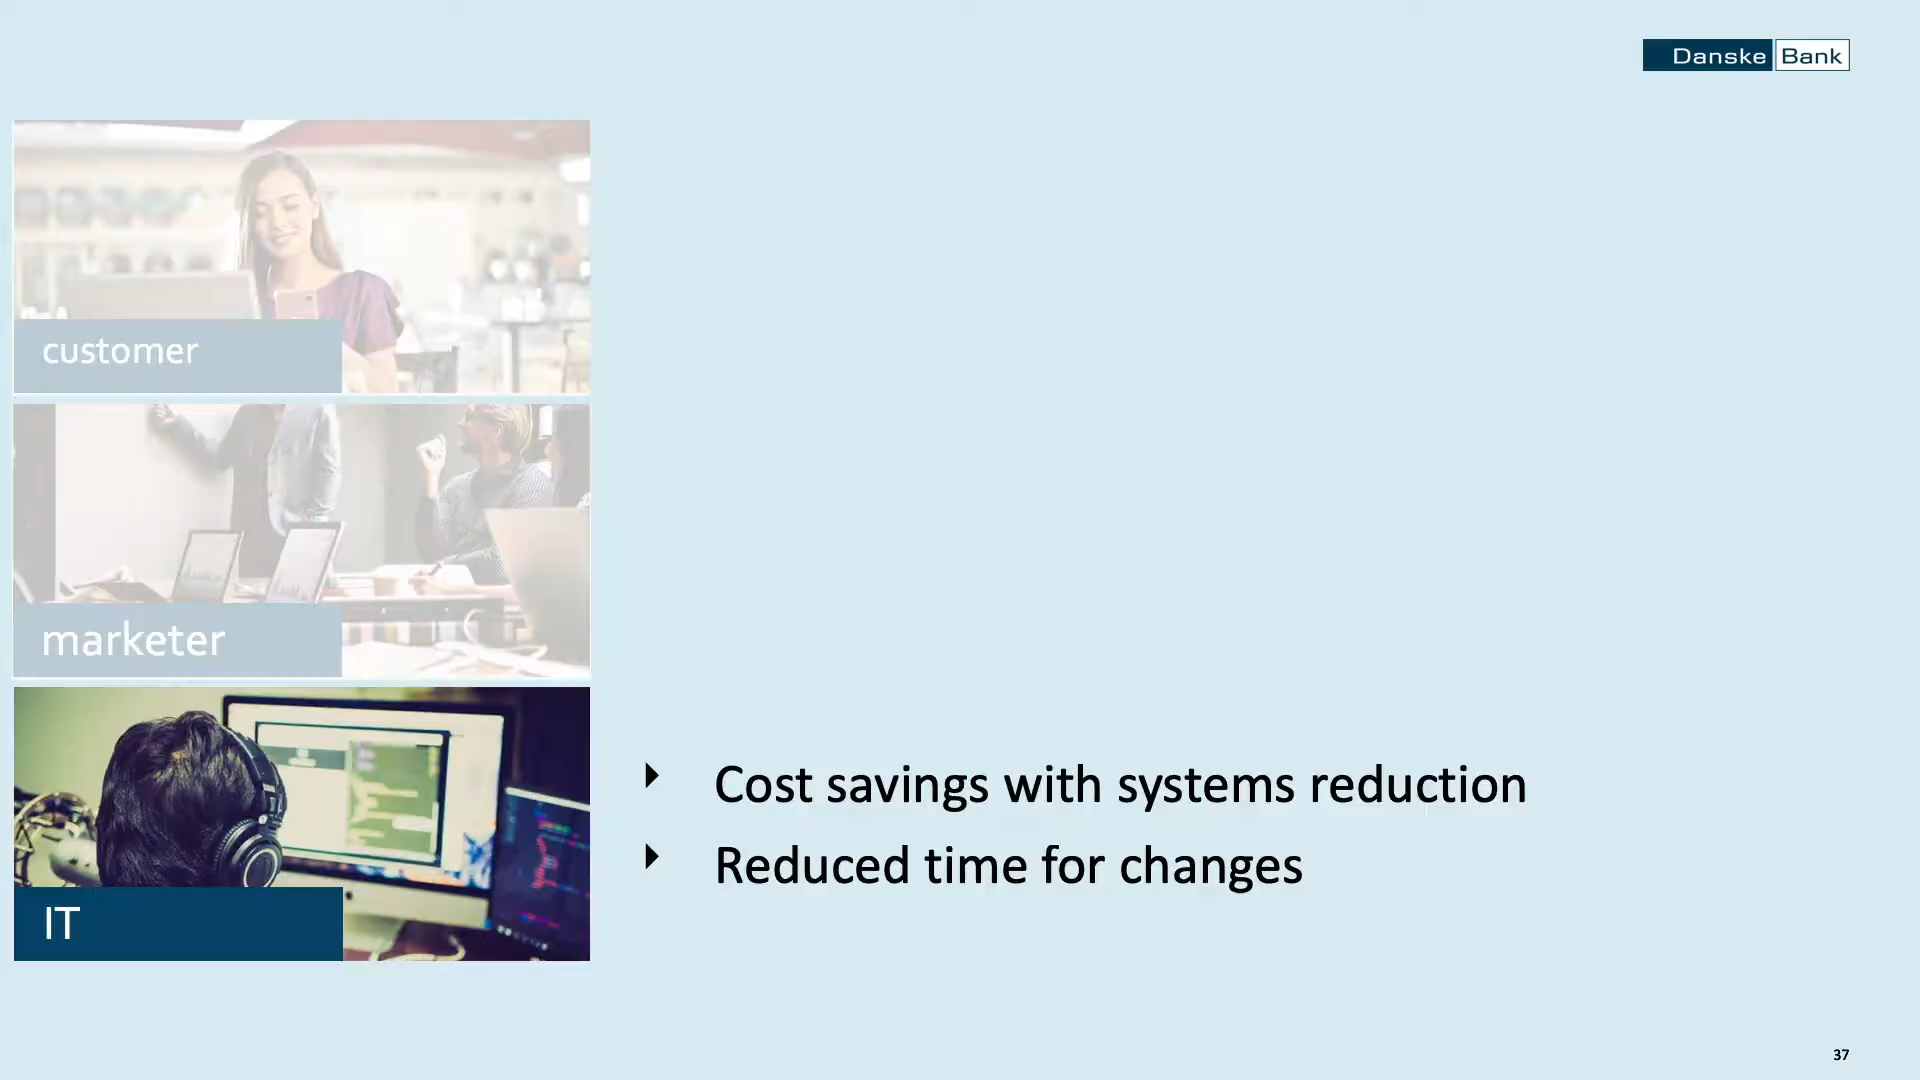 Danske Bank
customer
marketer
IT
Cost savings with systems reduction
Reduced time for changes
37